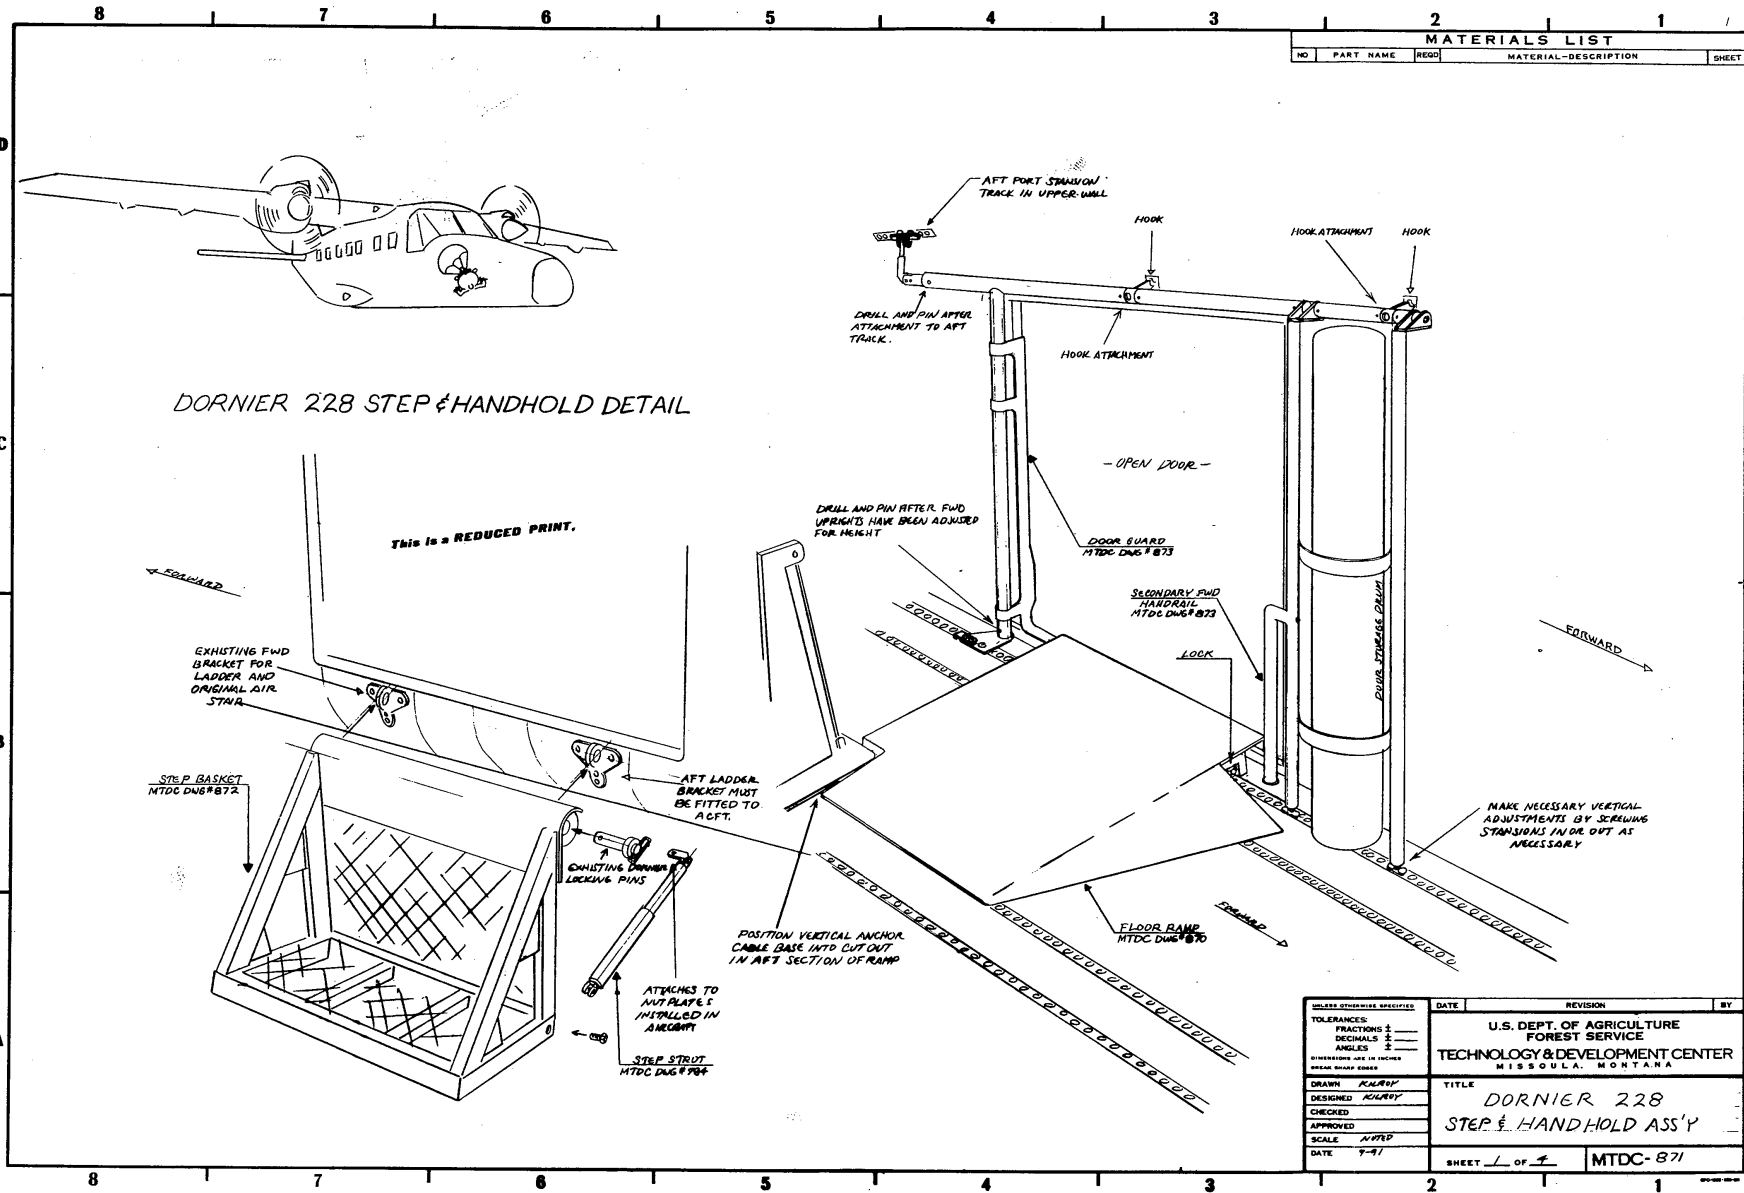 8 7 6 5 4 3 2 1
MATERIALS LIST
NO PART NAME REQD MATERIAL-DESCRIPTION SHEET
D
C
B
A
AFT PORT STANSION
TRACK IN UPPER WALL
HOOK
HOOK ATTACHMENT
HOOK
DRILL AND PIN AFTER
ATTACHMENT TO AFT
TRACK.
HOOK ATTACHMENT
DORNIER 228 STEP & HANDHOLD DETAIL
- OPEN DOOR -
This is a REDUCED PRINT.
DRILL AND PIN AFTER FWD
UPRIGHTS HAVE BEEN ADJUSTED
FOR HEIGHT
DOOR GUARD
MTDC DWG # 873
FORWARD
SECONDARY FWD
HANDRAIL
MTDC DWG # 873
DOOR STORAGE DRUM
FORWARD
LOCK
EXHISTING FWD
BRACKET FOR
LADDER AND
ORIGINAL AIR
STAIR
STEP BASKET
MTDC DWG # 872
AFT LADDER
BRACKET MUST
BE FITTED TO
ACFT.
MAKE NECESSARY VERTICAL
ADJUSTMENTS BY SCREWING
STANSIONS IN OR OUT AS
NECESSARY
EXHISTING DORNIER
LOCKING PINS
POSITION VERTICAL ANCHOR
CABLE BASE INTO CUT OUT
IN AFT SECTION OF RAMP
FLOOR RAMP
MTDC DWG # 870
FORWARD
ATTACHES TO
NUTPLATES
INSTALLED IN
AIRCRAFT
STEP STRUT
MTDC DWG #
UNLESS OTHERWISE SPECIFIED
TOLERANCES:
FRACTIONS ±
DECIMALS ±
ANGLES ±
DIMENSIONS ARE IN INCHES
BREAK SHARP EDGES
DRAWN KILROY
DESIGNED KILROY
CHECKED
APPROVED
SCALE NOTED
DATE 9-91
DATE REVISION BY
U.S. DEPT. OF AGRICULTURE
FOREST SERVICE
TECHNOLOGY & DEVELOPMENT CENTER
MISSOULA, MONTANA
TITLE
DORNIER 228
STEP & HANDHOLD ASS'Y
SHEET 1 OF 4 MTDC-871
8 7 6 5 4 3 2 1